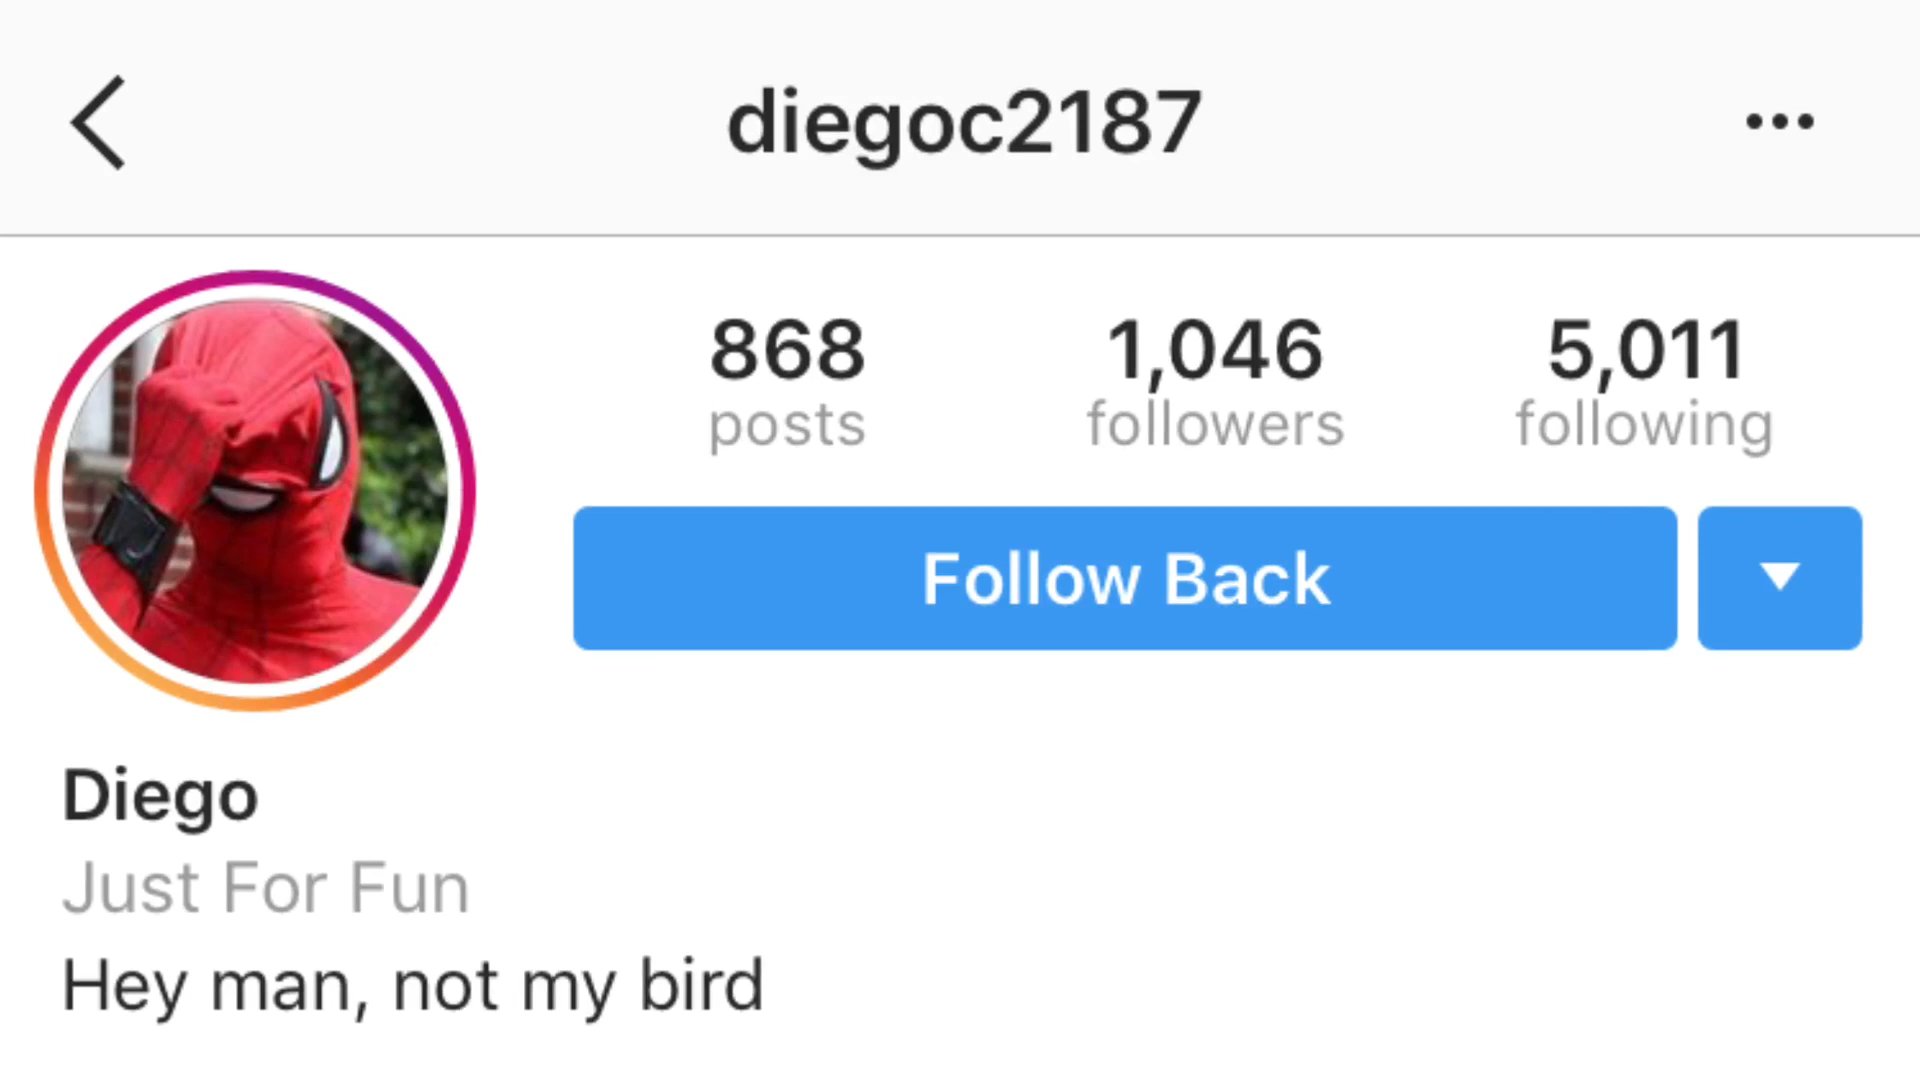 diegoc2187
868 1,046 5,011
posts followers following
Follow Back
Diego
Just For Fun
Hey man, not my bird